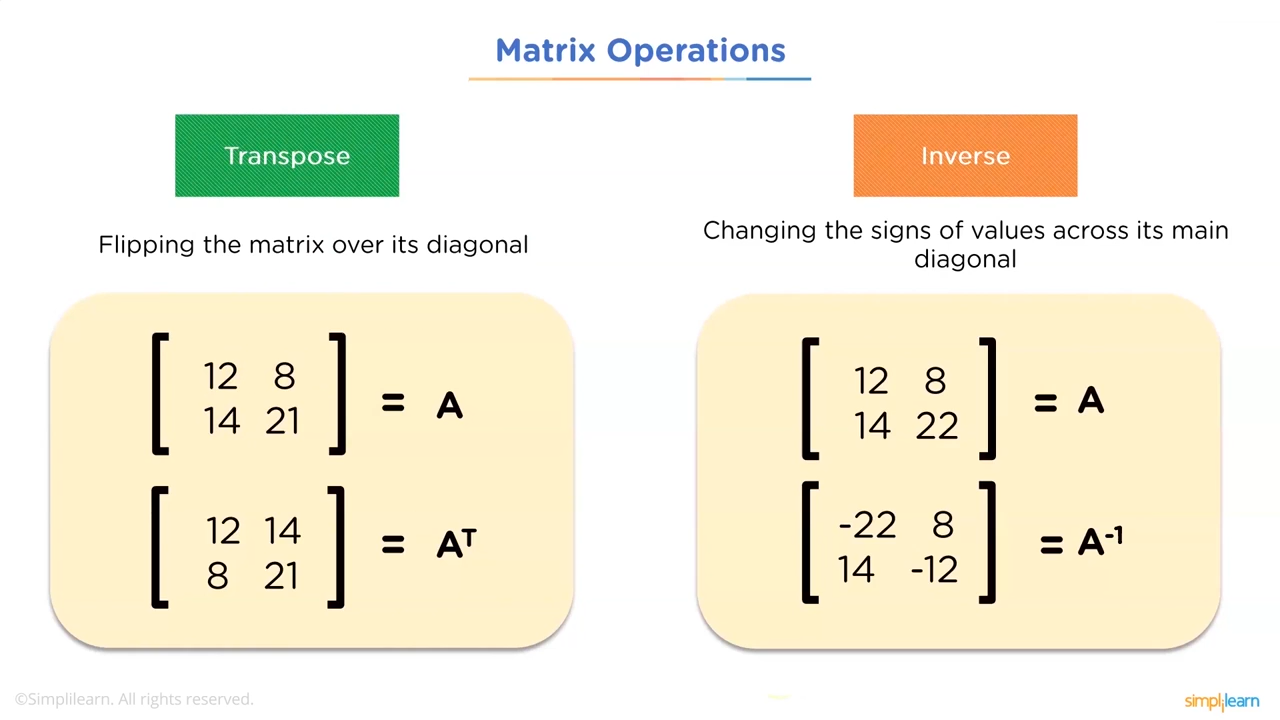 Matrix Operations
Transpose
Flipping the matrix over its diagonal
12 8
14 21
= A
12 14
8 21
= Aᵀ
Inverse
Changing the signs of values across its main
diagonal
12 8
14 22
= A
-22 8
14 -12
= A⁻¹
©Simplilearn. All rights reserved.
simplilearn